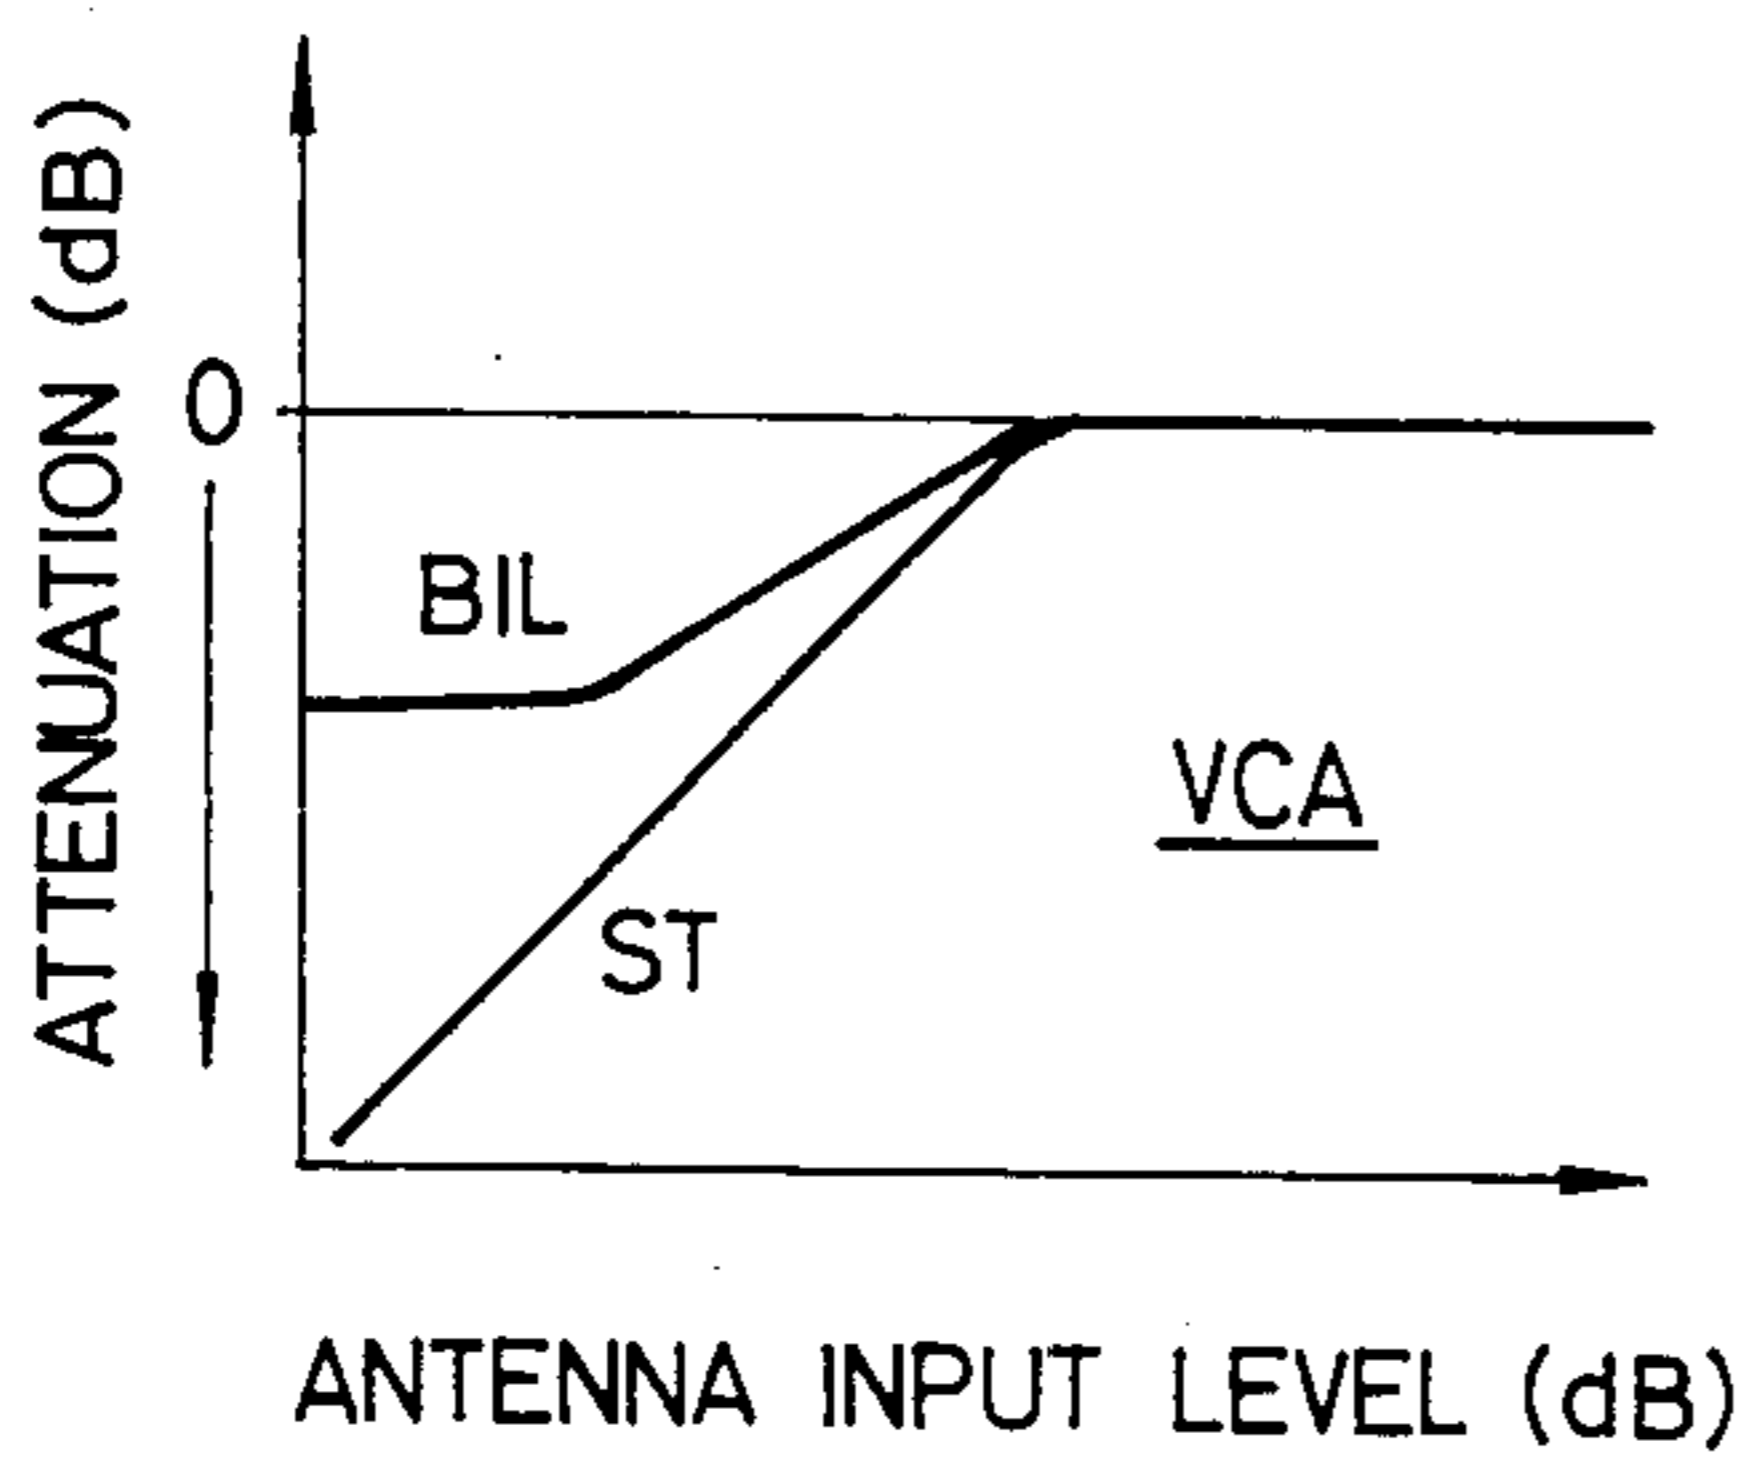 ATTENUATION (dB)
0
BIL
VCA
ST
ANTENNA INPUT LEVEL (dB)